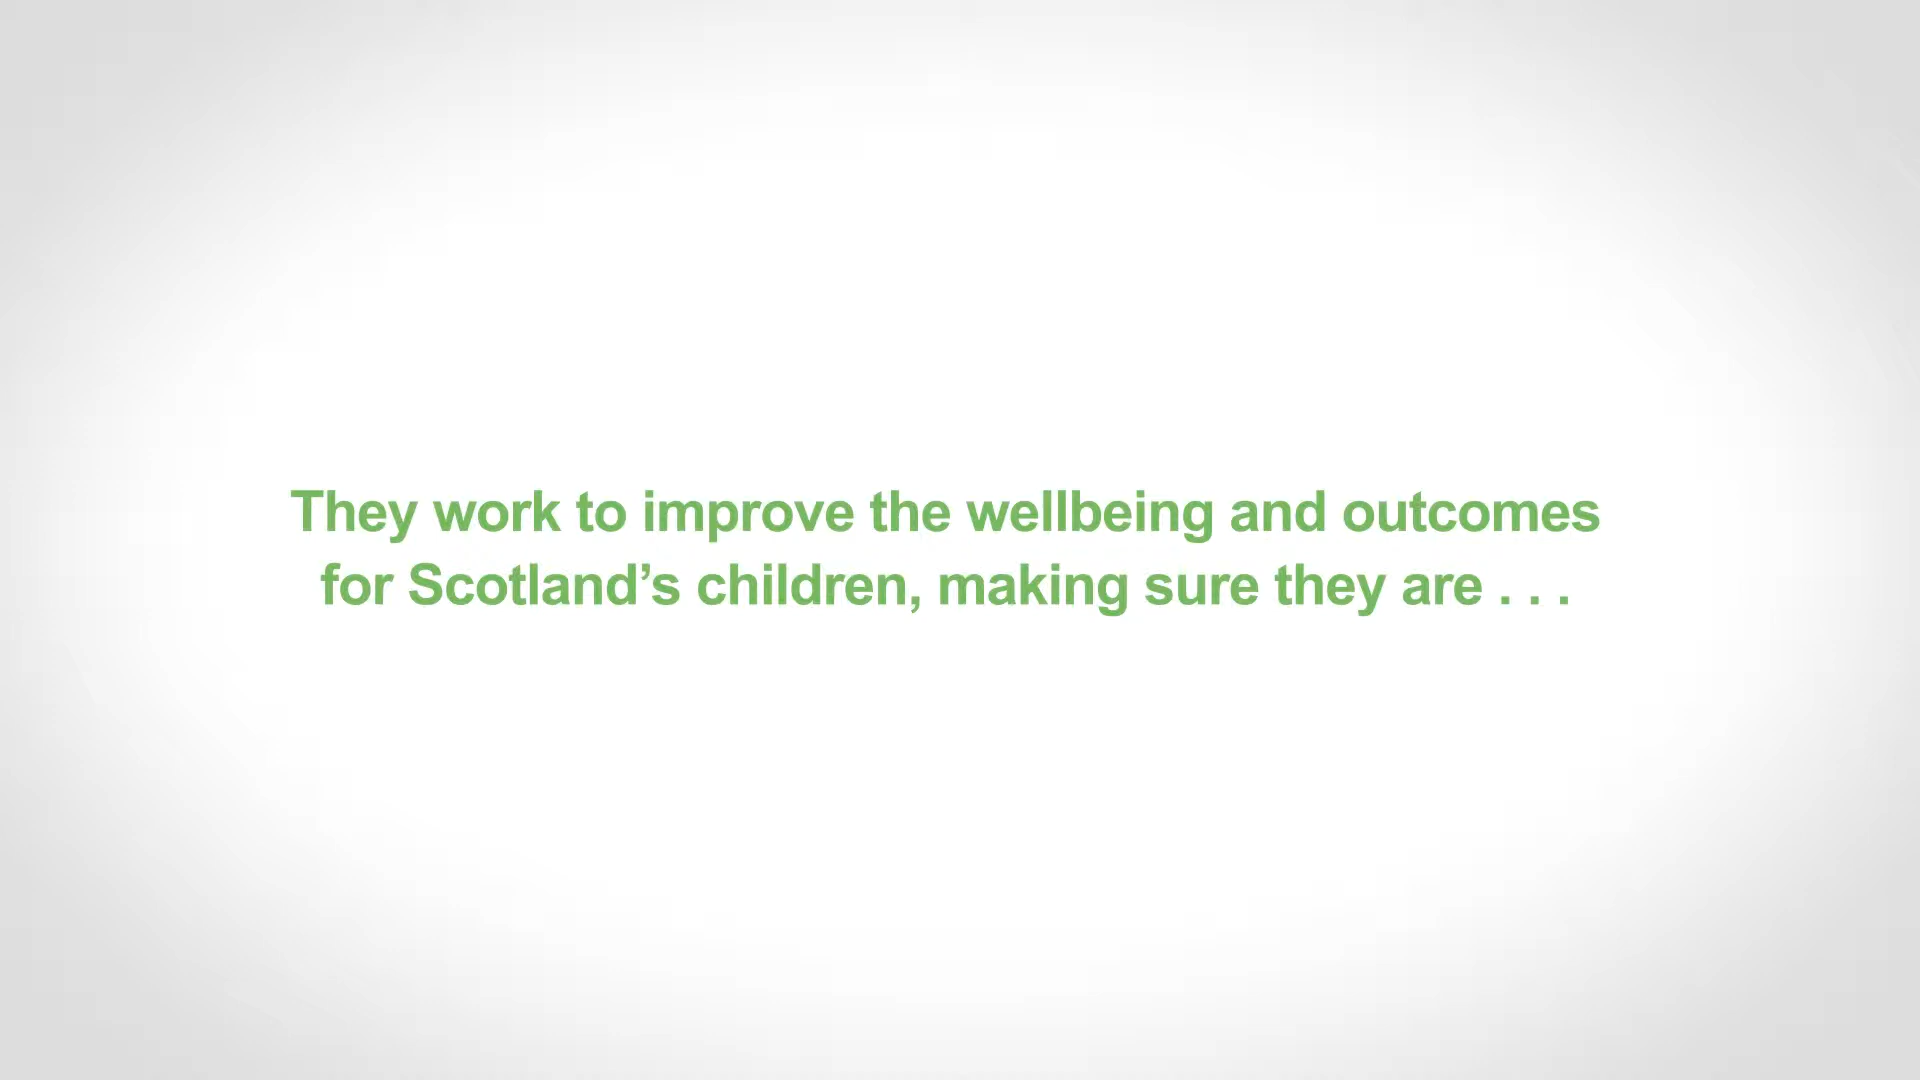 They work to improve the wellbeing and outcomes
for Scotland’s children, making sure they are . . .